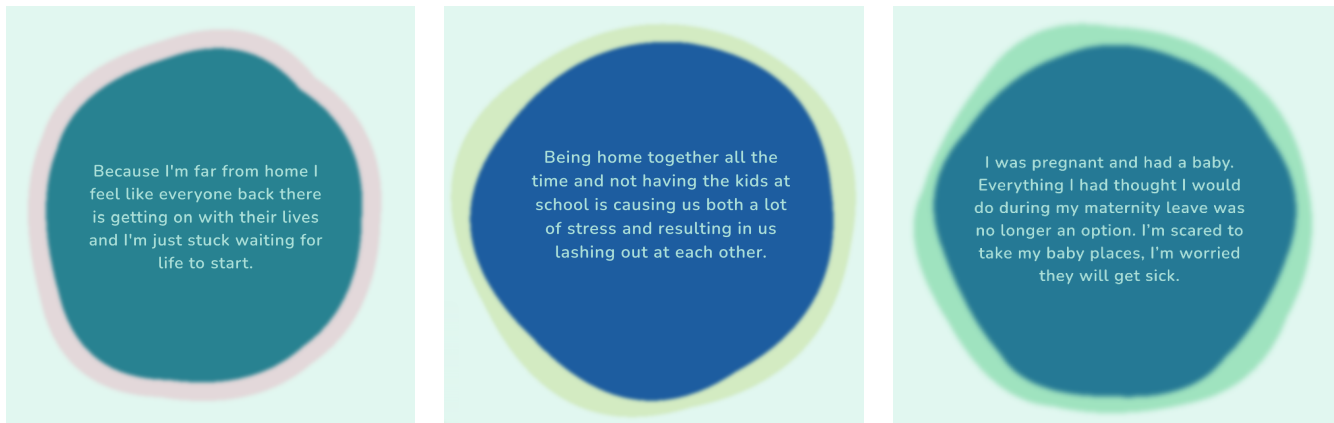 Because I'm far from home I
feel like everyone back there
is getting on with their lives
and I'm just stuck waiting for
life to start.
Being home together all the
time and not having the kids at
school is causing us both a lot
of stress and resulting in us
lashing out at each other.
I was pregnant and had a baby.
Everything I had thought I would
do during my maternity leave was
no longer an option. I’m scared to
take my baby places, I’m worried
they will get sick.